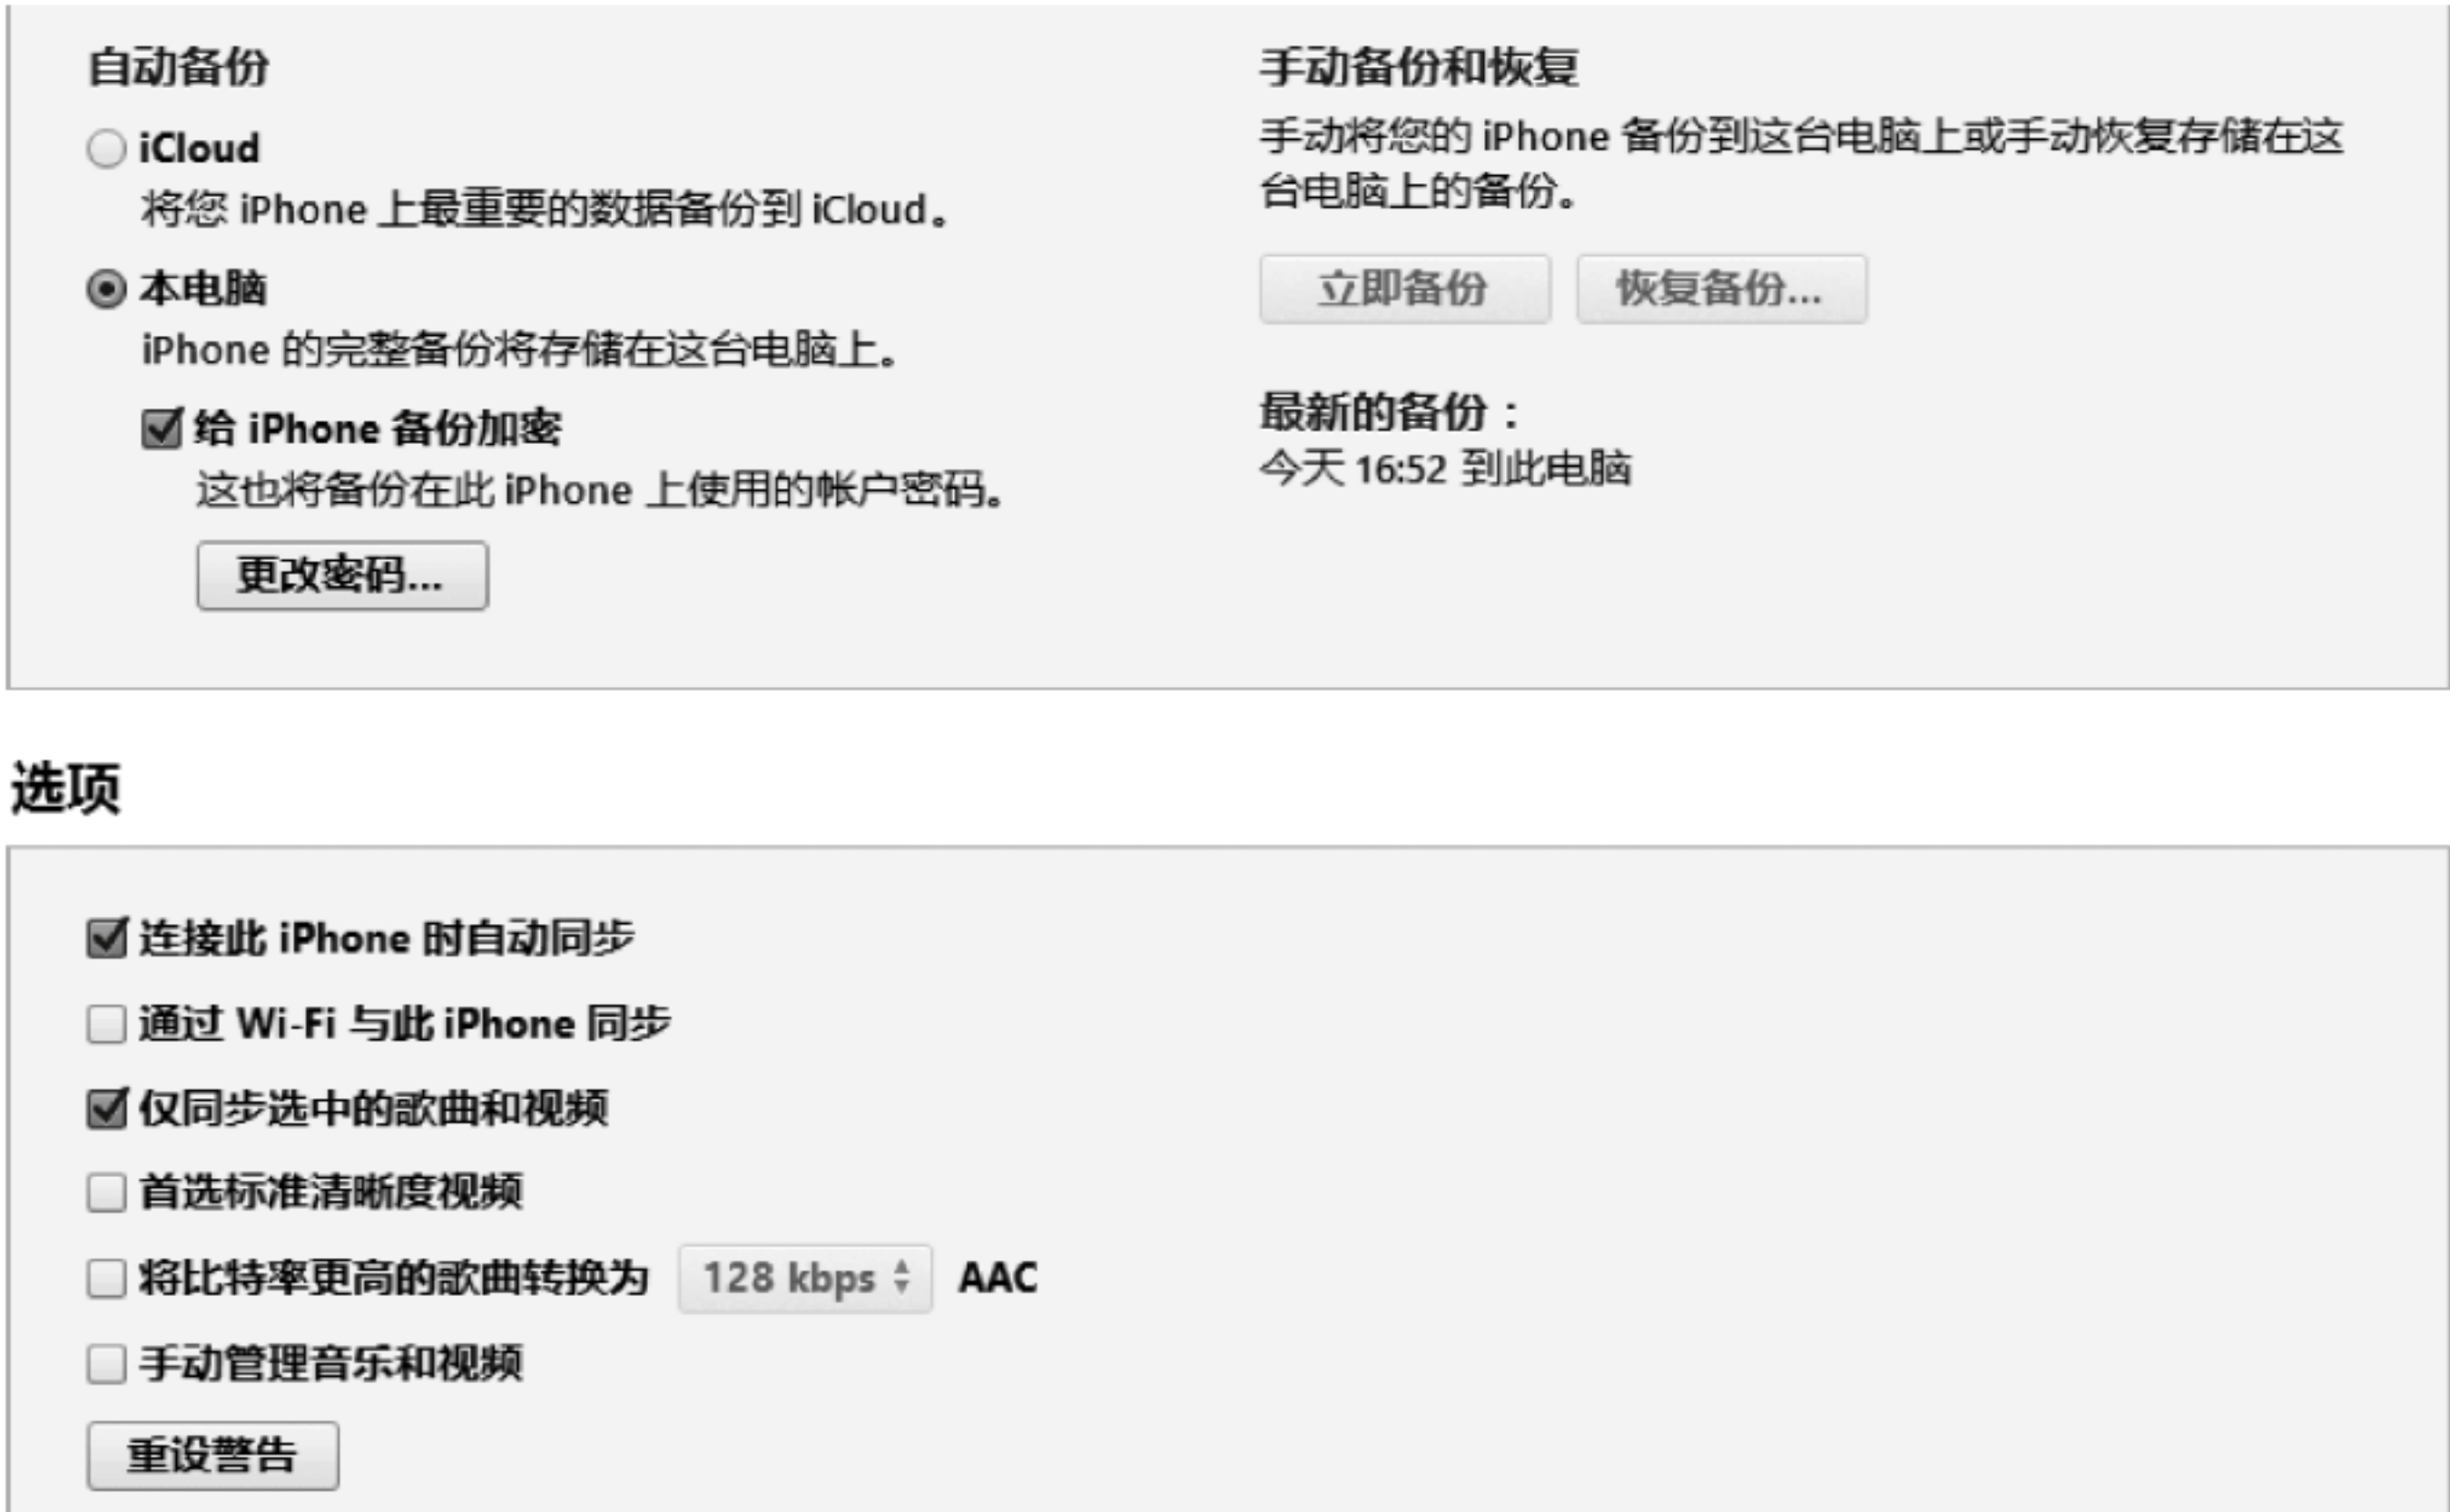 自动备份
iCloud
将您 iPhone 上最重要的数据备份到 iCloud。
本电脑
iPhone 的完整备份将存储在这台电脑上。
给 iPhone 备份加密
这也将备份在此 iPhone 上使用的帐户密码。
更改密码...
手动备份和恢复
手动将您的 iPhone 备份到这台电脑上或手动恢复存储在这
台电脑上的备份。
立即备份
恢复备份...
最新的备份：
今天 16:52 到此电脑
选项
连接此 iPhone 时自动同步
通过 Wi-Fi 与此 iPhone 同步
仅同步选中的歌曲和视频
首选标准清晰度视频
将比特率更高的歌曲转换为 128 kbps AAC
手动管理音乐和视频
重设警告